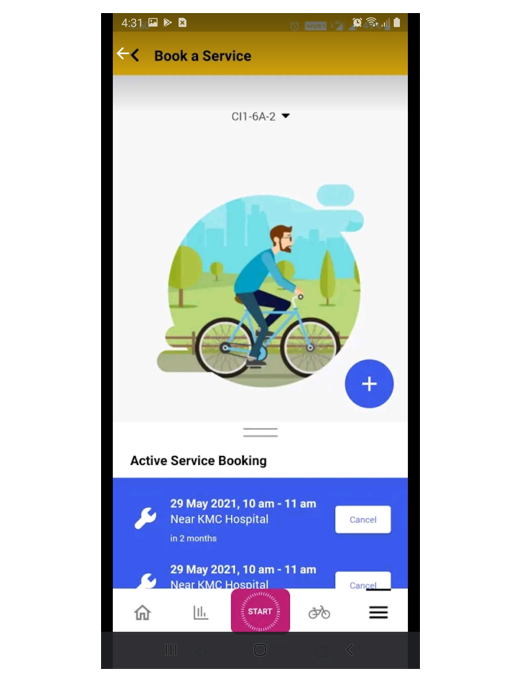 4:31
Book a Service
CI1-6A-2
Active Service Booking
29 May 2021, 10 am - 11 am
Near KMC Hospital
Cancel
in 2 months
29 May 2021, 10 am - 11 am
Near KMC Hospital
Cancel
START